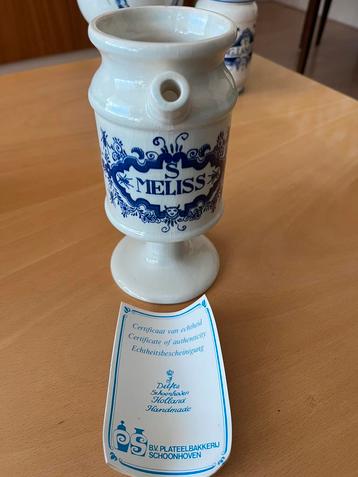 S
MELISS
Certificaat van echtheid
Certificate of authenticity
Echtheitsbescheinigung
Delfts
Schoonhoven
Holland
Handmade
B.V. PLATEELBAKKERIJ
SCHOONHOVEN